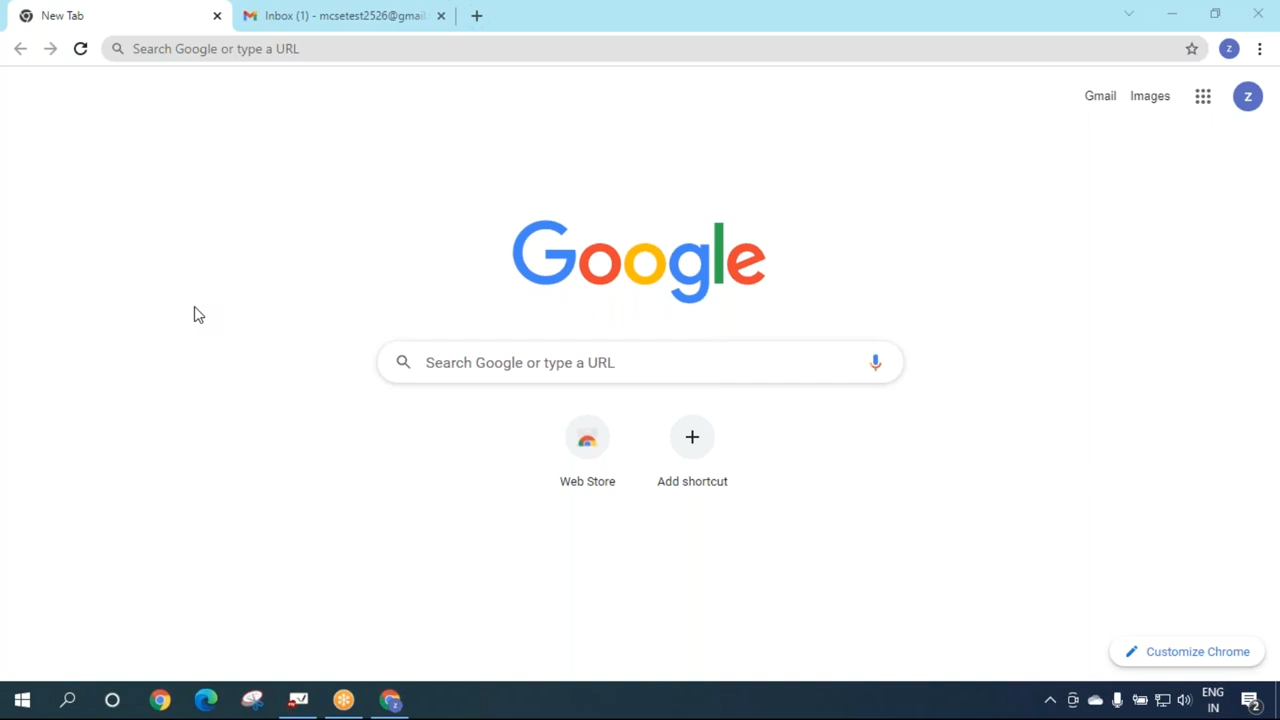 New Tab
Inbox (1) - mcsetest2526@gmail.
Search Google or type a URL
z
Gmail
Images
z
Google
Search Google or type a URL
Web Store
Add shortcut
Customize Chrome
z
ENG
IN
2